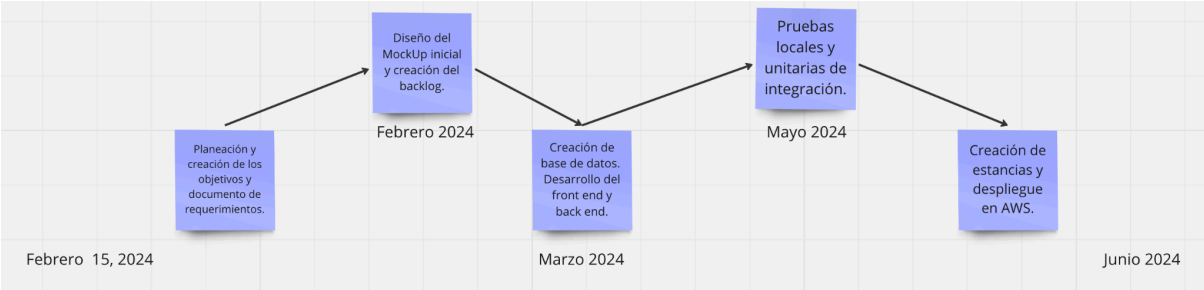 Planeación y
creación de los
objetivos y
documento de
requerimientos.
Febrero  15, 2024
Diseño del
MockUp inicial
y creación del
backlog.
Febrero 2024
Creación de
base de datos.
Desarrollo del
front end y
back end.
Marzo 2024
Pruebas
locales y
unitarias de
integración.
Mayo 2024
Creación de
estancias y
despliegue
en AWS.
Junio 2024